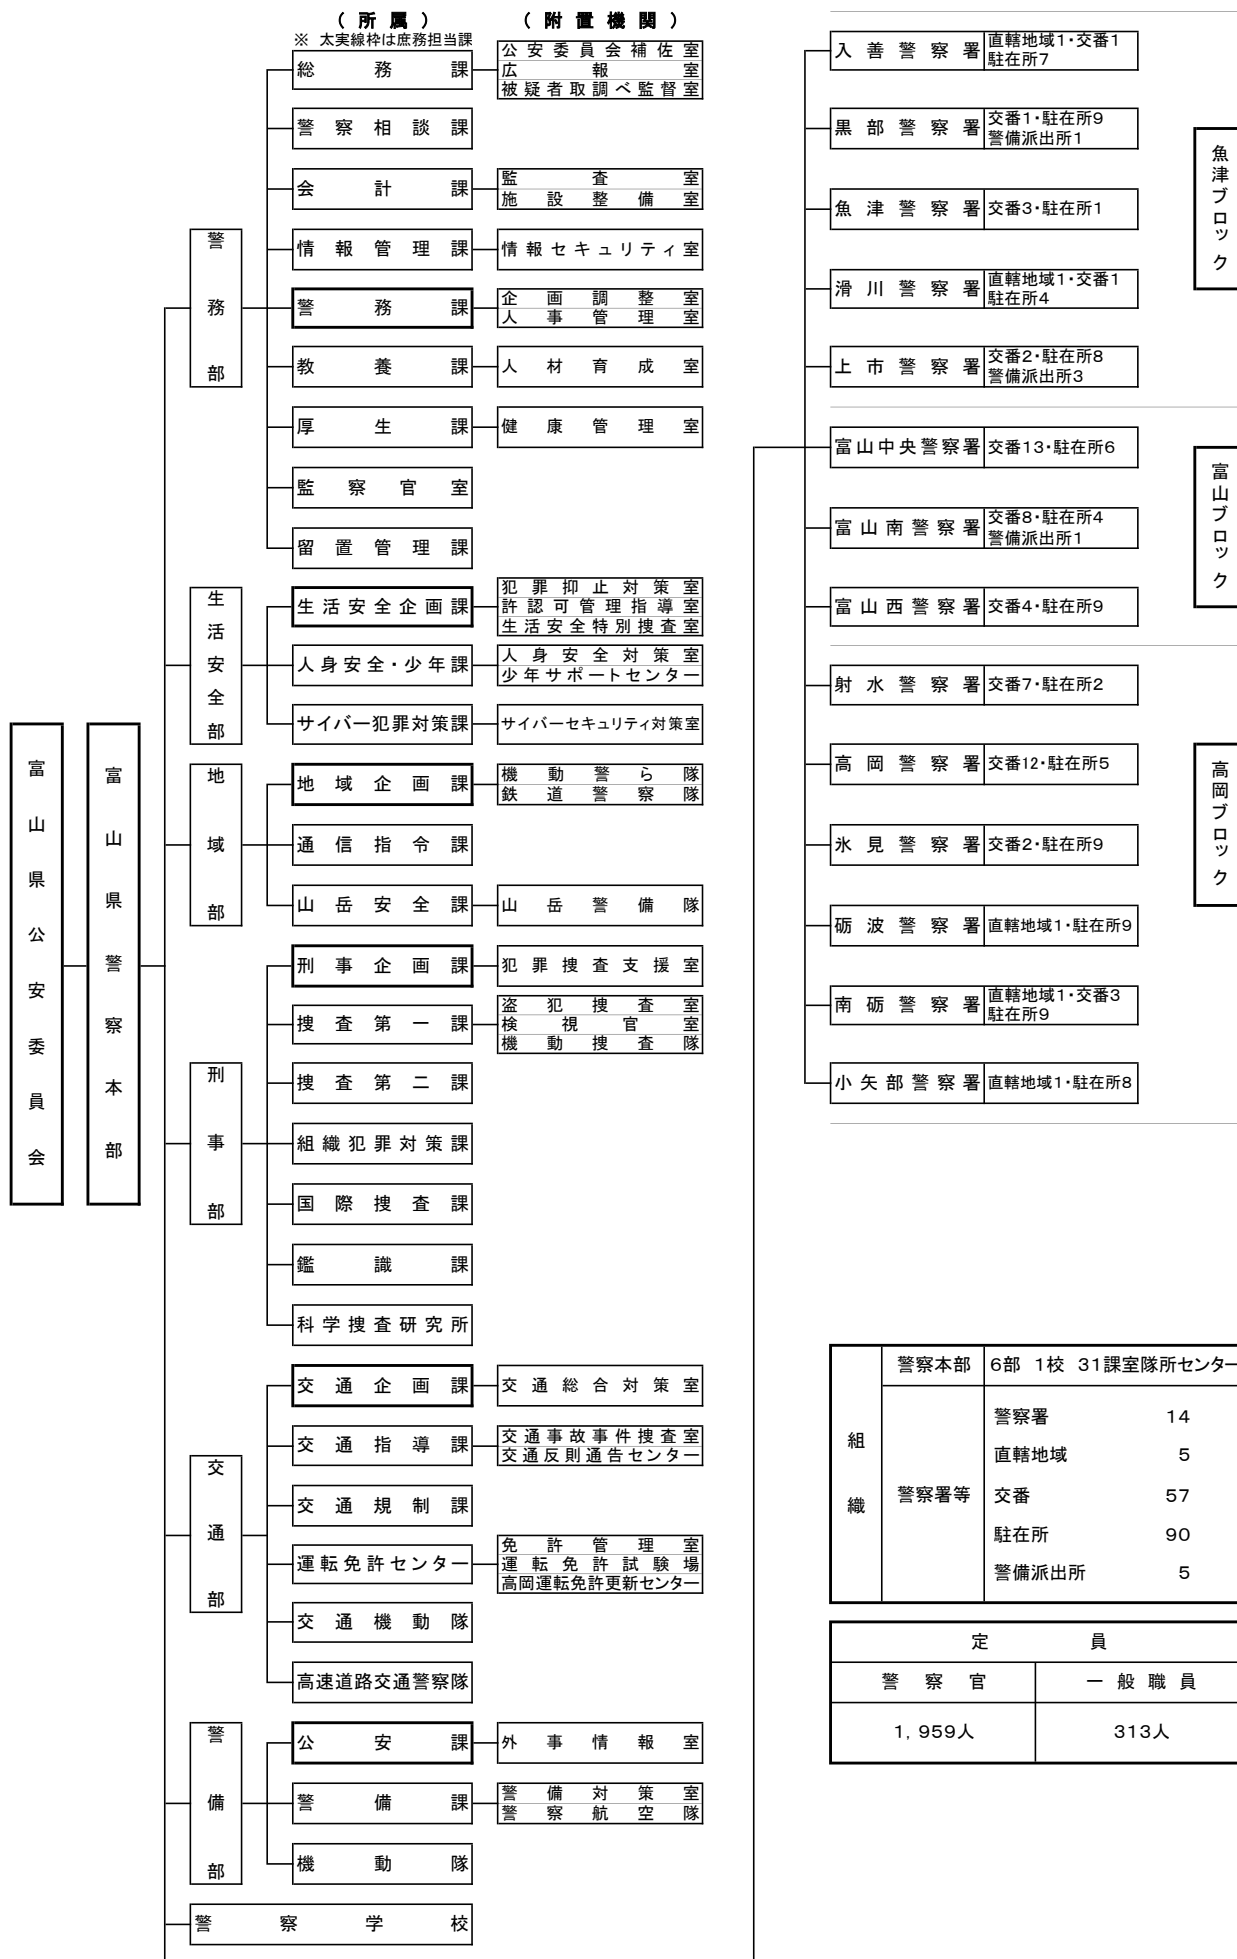 （所属）
（附置機関）
※ 太実線枠は庶務担当課
富山県公安委員会
富山県警察本部
警務部
総務課
公安委員会補佐室
広報室
被疑者取調べ監督室
警察相談課
会計課
監査室
施設整備室
情報管理課
情報セキュリティ室
警務課
企画調整室
人事管理室
教養課
人材育成室
厚生課
健康管理室
監察官室
留置管理課
生活安全部
生活安全企画課
犯罪抑止対策室
許認可管理指導室
生活安全特別捜査室
人身安全・少年課
人身安全対策室
少年サポートセンター
サイバー犯罪対策課
サイバーセキュリティ対策室
地域部
地域企画課
機動警ら隊
鉄道警察隊
通信指令課
山岳安全課
山岳警備隊
刑事部
刑事企画課
犯罪捜査支援室
捜査第一課
盗犯捜査室
検視官室
機動捜査隊
捜査第二課
組織犯罪対策課
国際捜査課
鑑識課
科学捜査研究所
交通部
交通企画課
交通総合対策室
交通指導課
交通事故事件捜査室
交通反則通告センター
交通規制課
運転免許センター
免許管理室
運転免許試験場
高岡運転免許更新センター
交通機動隊
高速道路交通警察隊
警備部
公安課
外事情報室
警備課
警備対策室
警察航空隊
機動隊
警察学校
魚津ブロック
入善警察署
直轄地域1・交番1
駐在所7
黒部警察署
交番1・駐在所9
警備派出所1
魚津警察署
交番3・駐在所1
滑川警察署
直轄地域1・交番1
駐在所4
上市警察署
交番2・駐在所8
警備派出所3
富山ブロック
富山中央警察署
交番13・駐在所6
富山南警察署
交番8・駐在所4
警備派出所1
富山西警察署
交番4・駐在所9
高岡ブロック
射水警察署
交番7・駐在所2
高岡警察署
交番12・駐在所5
氷見警察署
交番2・駐在所9
砺波警察署
直轄地域1・駐在所9
南砺警察署
直轄地域1・交番3
駐在所9
小矢部警察署
直轄地域1・駐在所8
組織
警察本部
6部 1校 31課室隊所センター
警察署等
警察署 14
直轄地域 5
交番 57
駐在所 90
警備派出所 5
定員
警察官 一般職員
1,959人 313人